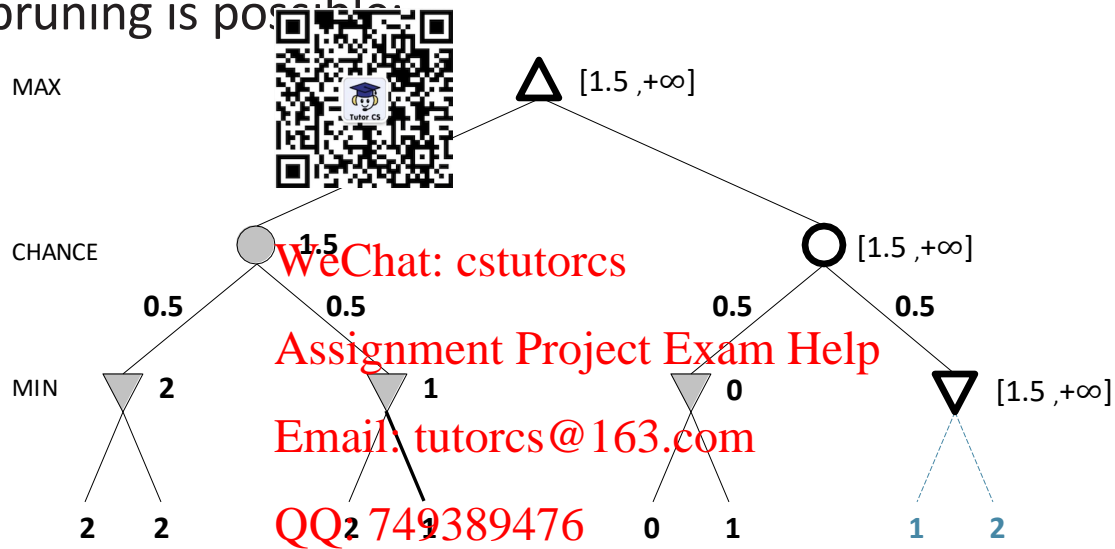 pruning is possible:
Tutor CS
MAX [1.5 ,+∞]
CHANCE 1.5 [1.5 ,+∞]
WeChat: cstutorcs
0.5 0.5 0.5 0.5
Assignment Project Exam Help
MIN 2 1 0 [1.5 ,+∞]
Email: tutorcs@163.com
QQ: 749389476
2 2 2 1 0 1 1 2